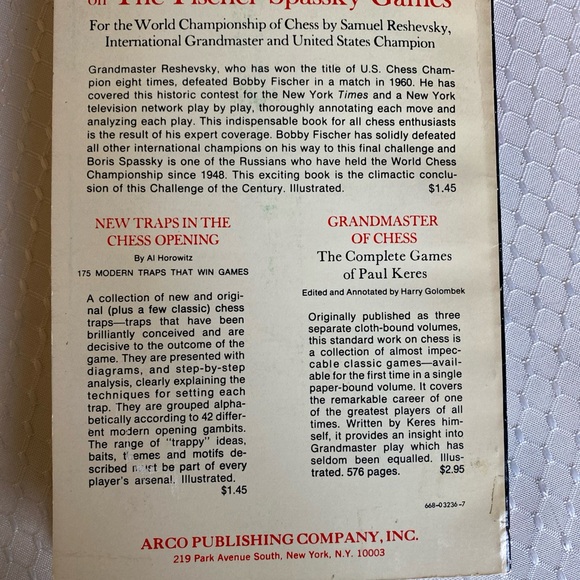 on The Fischer Spassky Games
For the World Championship of Chess by Samuel Reshevsky,
International Grandmaster and United States Champion
Grandmaster Reshevsky, who has won the title of U.S. Chess Cham-
pion eight times, defeated Bobby Fischer in a match in 1960. He has
covered this historic contest for the New York Times and a New York
television network play by play, thoroughly annotating each move and
analyzing each play. This indispensable book for all chess enthusiasts
is the result of his expert coverage. Bobby Fischer has solidly defeated
all other international champions on his way to this final challenge and
Boris Spassky is one of the Russians who have held the World Chess
Championship since 1948. This exciting book is the climactic conclu-
sion of this Challenge of the Century. Illustrated. $1.45
NEW TRAPS IN THE
CHESS OPENING
By Al Horowitz
175 MODERN TRAPS THAT WIN GAMES
A collection of new and origi-
nal (plus a few classic) chess
traps—traps that have been
brilliantly conceived and are
decisive to the outcome of the
game. They are presented with
diagrams, and step-by-step
analysis, clearly explaining the
techniques for setting each
trap. They are grouped alpha-
betically according to 42 differ-
ent modern opening gambits.
The range of "trappy" ideas,
baits, themes and motifs de-
scribed must be part of every
player's arsenal. Illustrated.
$1.45
GRANDMASTER
OF CHESS
The Complete Games
of Paul Keres
Edited and Annotated by Harry Golombek
Originally published as three
separate cloth-bound volumes,
this standard work on chess is
a collection of almost impec-
cable classic games—avail-
able for the first time in a single
paper-bound volume. It covers
the remarkable career of one
of the greatest players of all
times. Written by Keres him-
self, it provides an insight into
Grandmaster play which has
seldom been equalled. Illus-
trated. 576 pages. $2.95
668-03236-7
ARCO PUBLISHING COMPANY, INC.
219 Park Avenue South, New York, N.Y. 10003